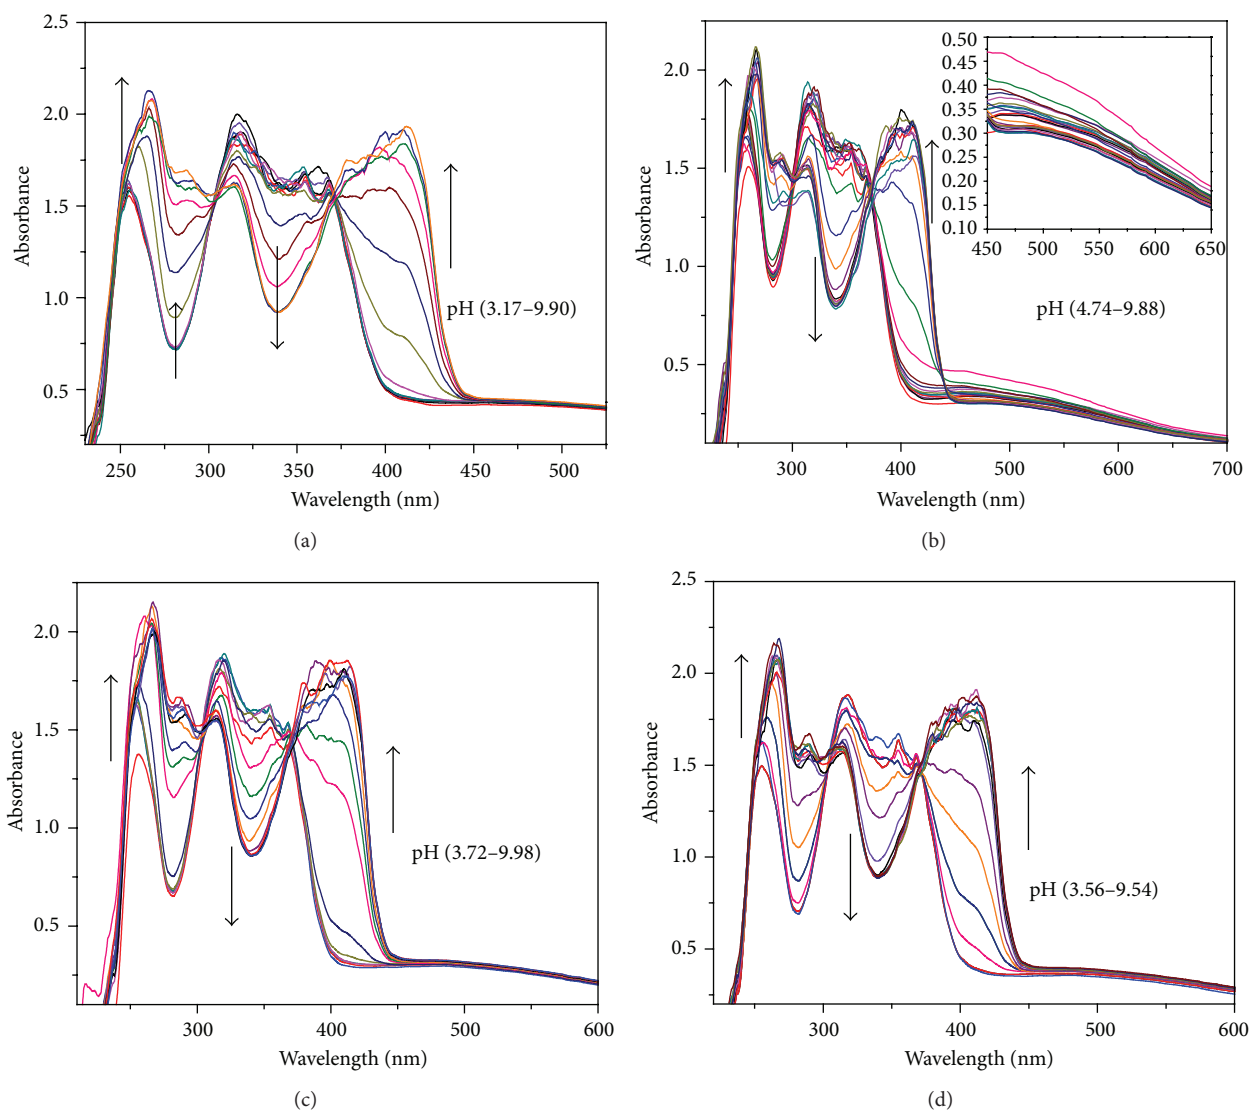 2.5
2.0
1.5
1.0
0.5
Absorbance
pH (3.17–9.90)
250 300 350 400 450 500
Wavelength (nm)
(a)
2.0
1.5
1.0
0.5
Absorbance
0.50
0.45
0.40
0.35
0.30
0.25
0.20
0.15
0.10
450 500 550 600 650
pH (4.74–9.88)
300 400 500 600 700
Wavelength (nm)
(b)
2.0
1.5
1.0
0.5
Absorbance
pH (3.72–9.98)
300 400 500 600
Wavelength (nm)
(c)
2.5
2.0
1.5
1.0
0.5
Absorbance
pH (3.56–9.54)
300 400 500 600
Wavelength (nm)
(d)